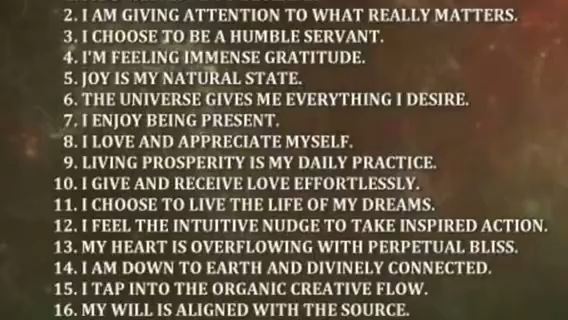 2. I AM GIVING ATTENTION TO WHAT REALLY MATTERS.
3. I CHOOSE TO BE A HUMBLE SERVANT.
4. I'M FEELING IMMENSE GRATITUDE.
5. JOY IS MY NATURAL STATE.
6. THE UNIVERSE GIVES ME EVERYTHING I DESIRE.
7. I ENJOY BEING PRESENT.
8. I LOVE AND APPRECIATE MYSELF.
9. LIVING PROSPERITY IS MY DAILY PRACTICE.
10. I GIVE AND RECEIVE LOVE EFFORTLESSLY.
11. I CHOOSE TO LIVE THE LIFE OF MY DREAMS.
12. I FEEL THE INTUITIVE NUDGE TO TAKE INSPIRED ACTION.
13. MY HEART IS OVERFLOWING WITH PERPETUAL BLISS.
14. I AM DOWN TO EARTH AND DIVINELY CONNECTED.
15. I TAP INTO THE ORGANIC CREATIVE FLOW.
16. MY WILL IS ALIGNED WITH THE SOURCE.